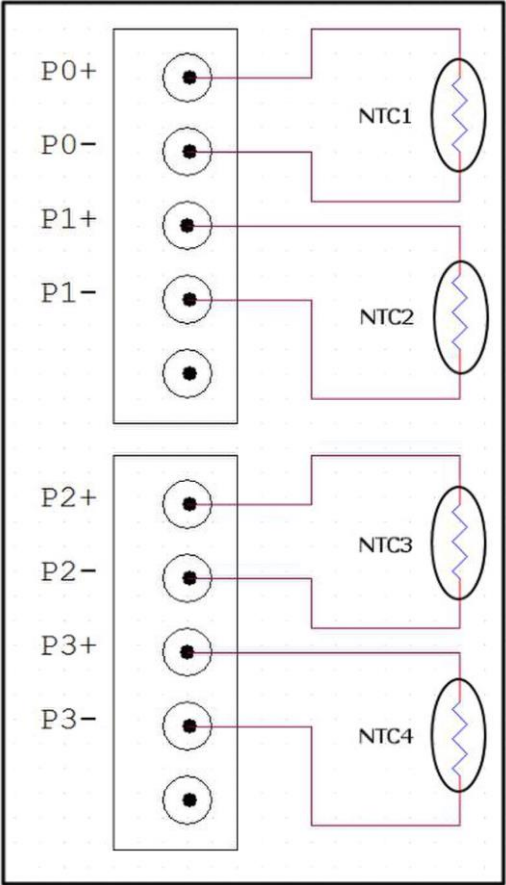 P0+
NTC1
P0-
P1+
P1-
NTC2
P2+
NTC3
P2-
P3+
P3-
NTC4